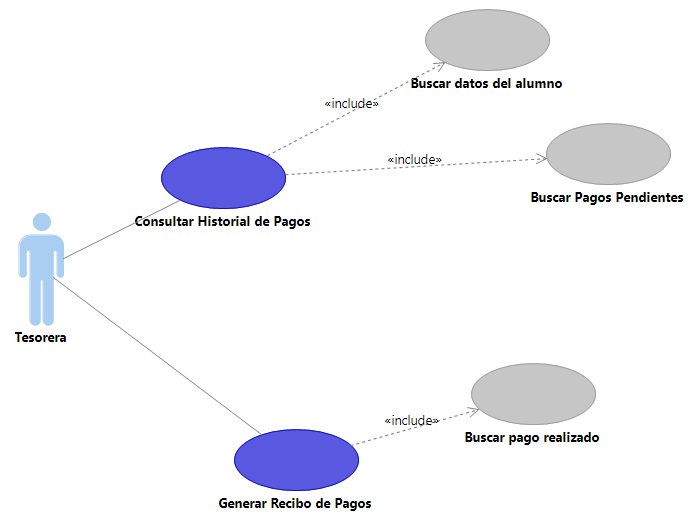 Buscar datos del alumno
«include»
«include»
Buscar Pagos Pendientes
Consultar Historial de Pagos
Tesorera
«include»
Buscar pago realizado
Generar Recibo de Pagos